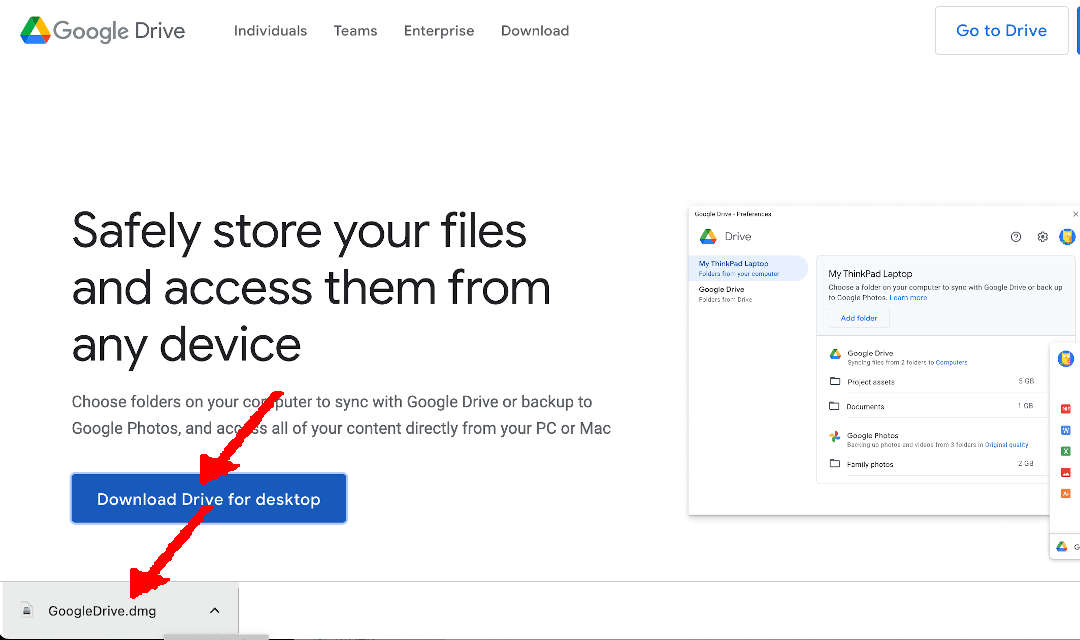 Google Drive
Individuals
Teams
Enterprise
Download
Go to Drive
Safely store your files
and access them from
any device
Choose folders on your computer to sync with Google Drive or backup to
Google Photos, and access all of your content directly from your PC or Mac
Download Drive for desktop
Google Drive - Preferences
Drive
My ThinkPad Laptop
Folders from your computer
Google Drive
Folders from Drive
My ThinkPad Laptop
Choose a folder on your computer to sync with Google Drive or back up
to Google Photos. Learn more
Add folder
Google Drive
Syncing files from 2 folders to Computers
Project assets
5 GB
Documents
1 GB
Google Photos
Backing up photos and videos from 3 folders in Original quality
Family photos
2 GB
W
X
Ai
G
GoogleDrive.dmg